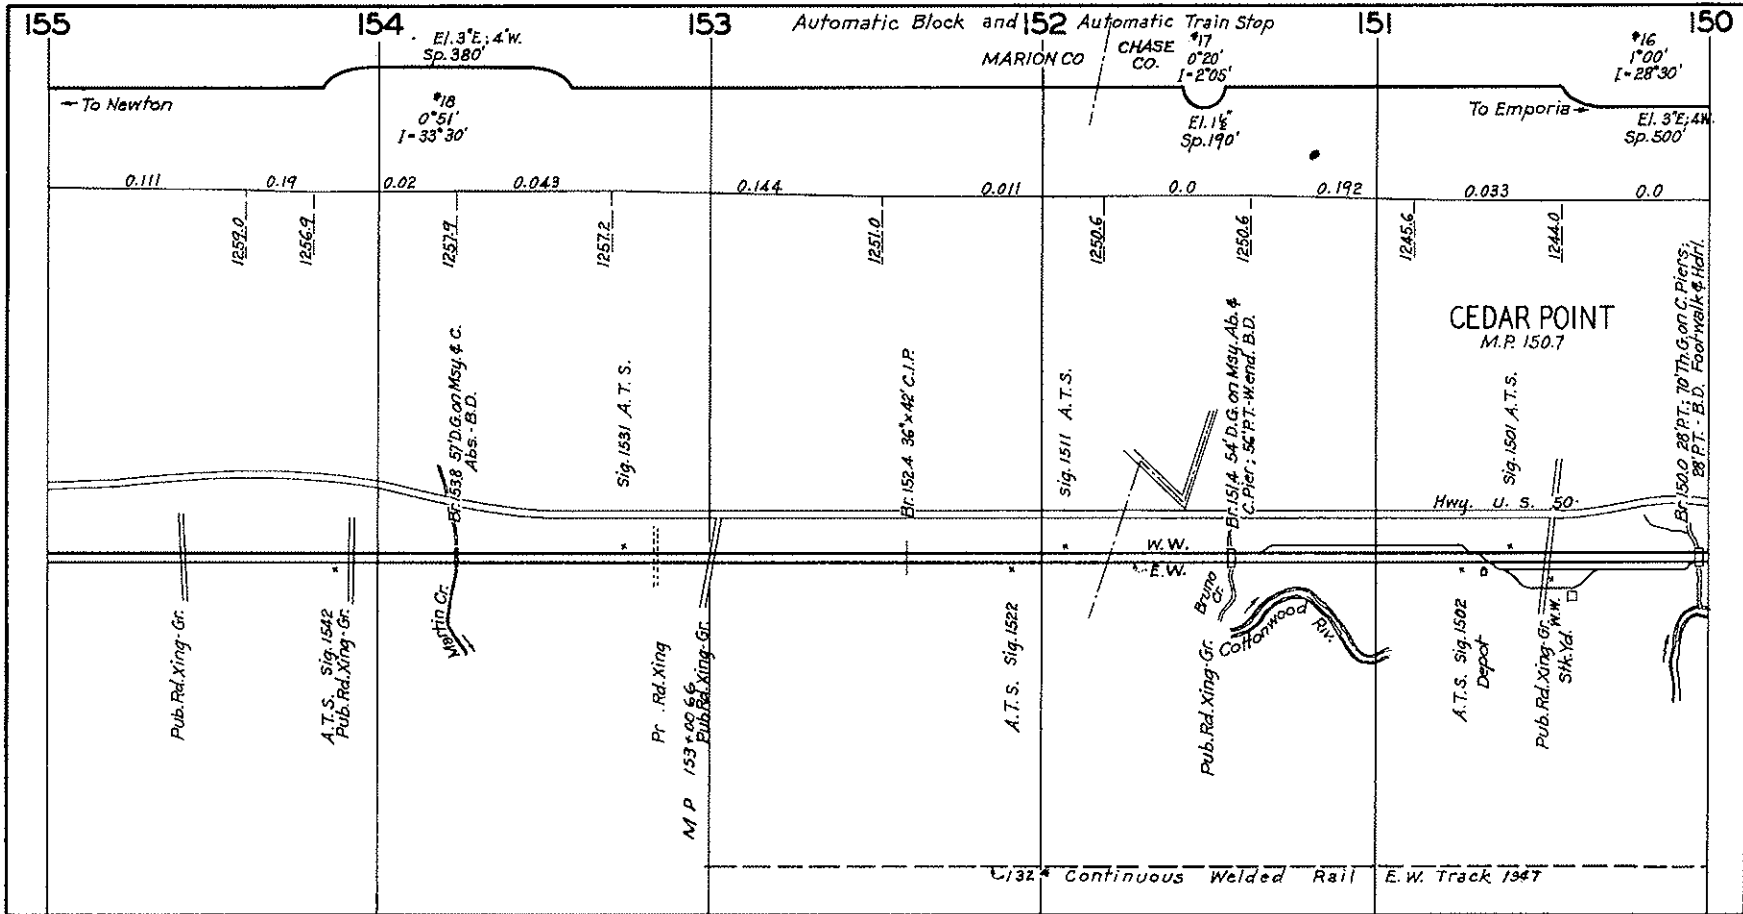 155 154 153 152 151 150
Automatic Block and Automatic Train Stop
El. 3"E; 4"W.
Sp. 380'
MARION CO
CHASE CO.
#17
0°20'
I=2°05'
#16
1°00'
I=28°30'
← To Newton
#18
0°51'
I=33°30'
El. 1⅛"
Sp. 190'
To Emporia →
El. 3"E; 4W.
Sp. 500'
0.111 0.19 0.02 0.043 0.144 0.011 0.0 0.192 0.033 0.0
1259.0 1256.9 1257.9 1257.2 1251.0 1250.6 1250.6 1245.6 1244.0
CEDAR POINT
M.P. 150.7
Br. 153.8 57' D.G. on Msy. & C.
Abs. - B.D.
Sig. 1531 A.T.S.
Br. 152.4 36"x42' C.I.P.
Sig. 1511 A.T.S.
Br. 151.4 54' D.G. on Msy. Ab. &
C. Pier; 56' P.T. - W. end. B.D.
Sig. 1501 A.T.S.
Br. 150.0 28' P.T.; 70' Th. G. on C. Piers;
28' P.T. - B.D. Footwalk & Hdrl.
Hwy. U. S. 50
W.W.
E.W.
Martin Cr.
Bruno Cr.
Cottonwood Riv.
Pub. Rd. Xing-Gr.
A.T.S. Sig. 1542
Pub. Rd. Xing-Gr.
Pr. Rd. Xing
M P 153+00 66
Pub. Rd. Xing-Gr.
A.T.S. Sig. 1522
Pub. Rd. Xing-Gr.
A.T.S. Sig. 1502
Depot
Pub. Rd. Xing-Gr.
Stk. Yd. W.W.
132# Continuous Welded Rail E.W. Track 1947